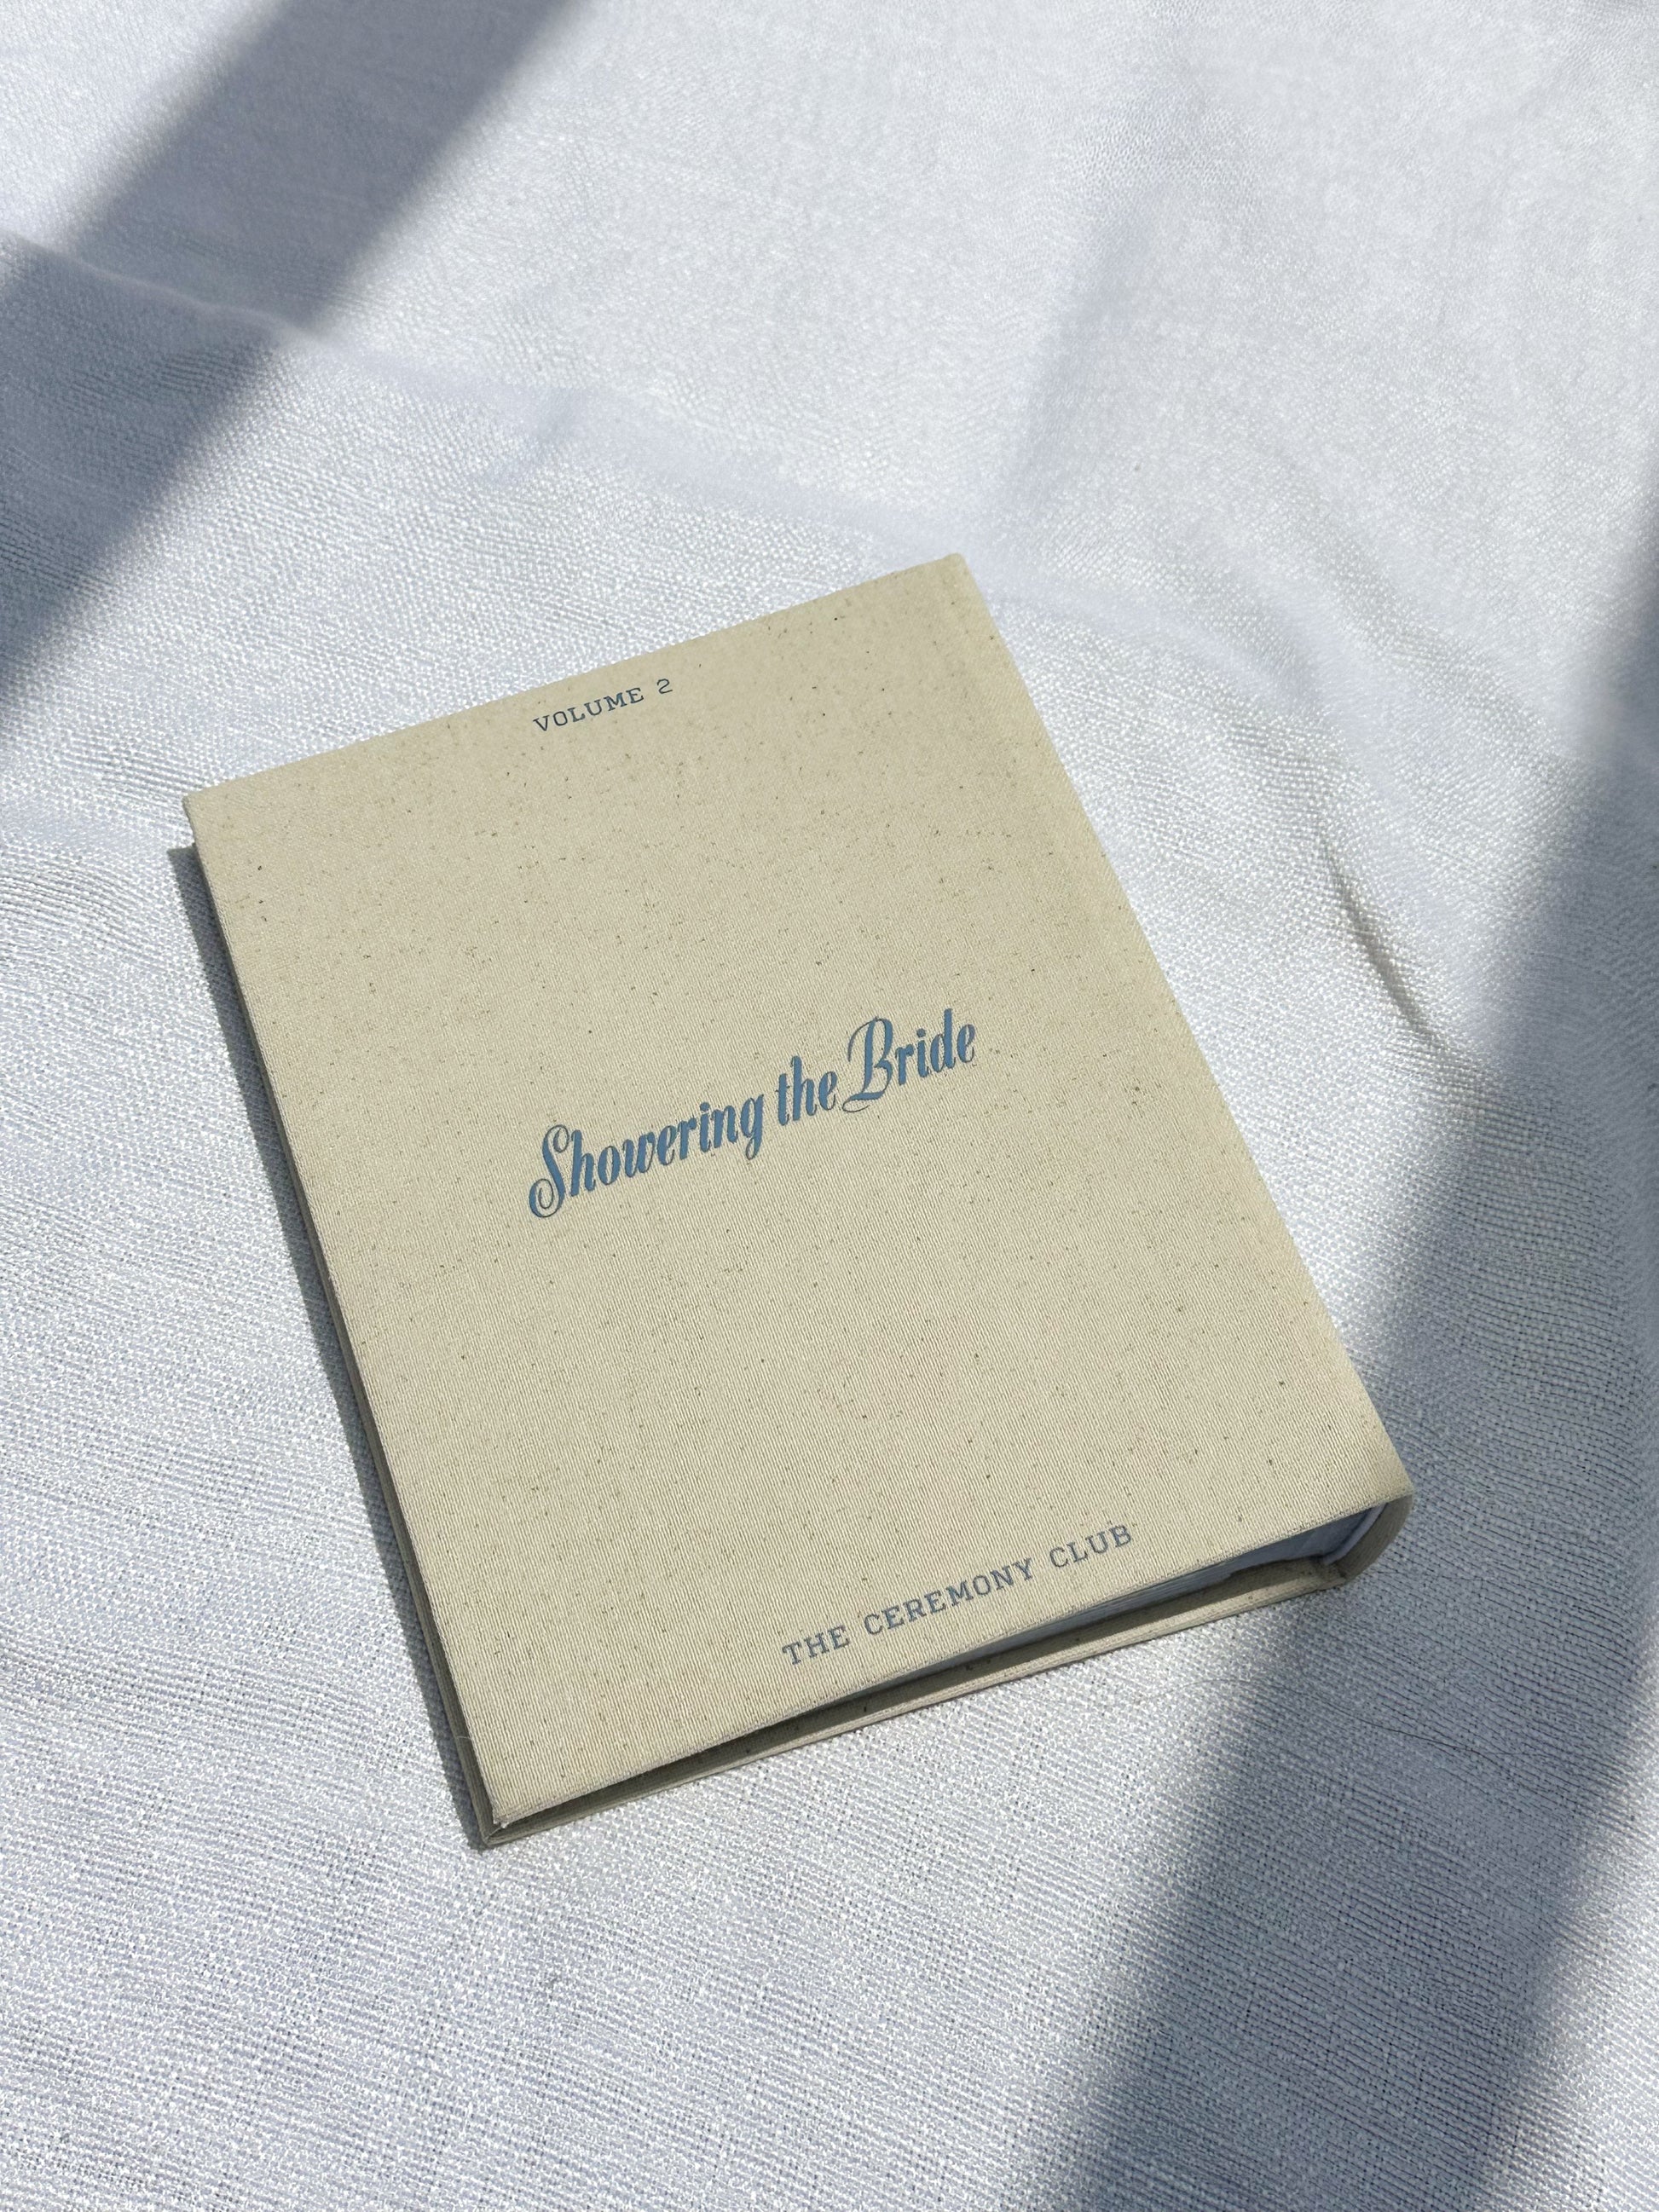 VOLUME 2
Showering the Bride
THE CEREMONY CLUB